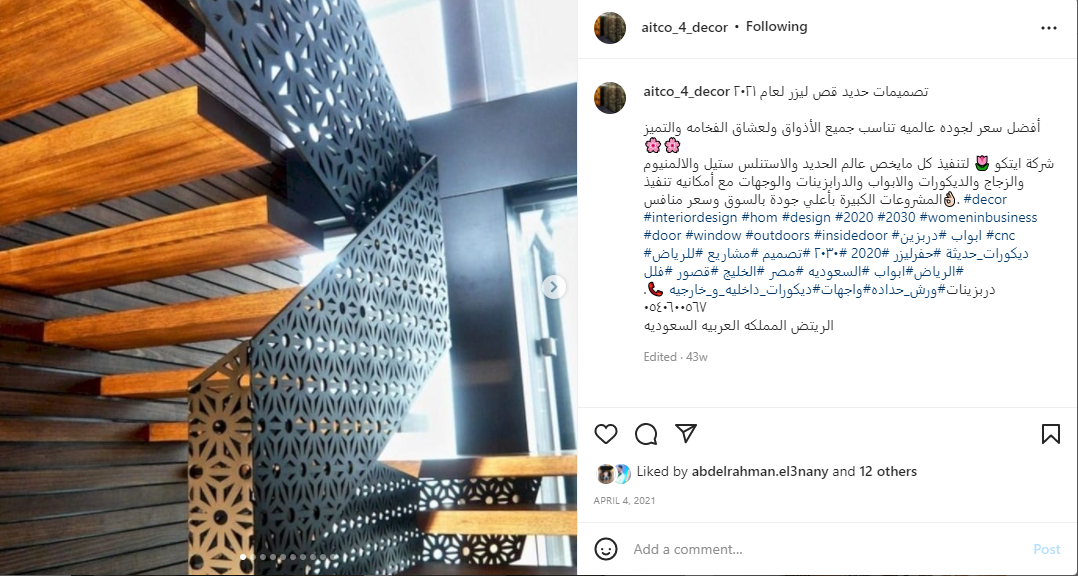 aitco_4_decor • Following
aitco_4_decor تصميمات حديد قص ليزر لعام ٢٠٢١
أفضل سعر لجوده عالميه تناسب جميع الأذواق ولعشاق الفخامه والتميز
🌸🌸
شركة ايتكو 🌷 لتنفيذ كل مايخص عالم الحديد والاستنلس ستيل والالمنيوم
والزجاج والديكورات والابواب والدرابزينات والوجهات مع أمكانيه تنفيذ
المشروعات الكبيرة بأعلي جودة بالسوق وسعر منافس👌🏻. #decor
#interiordesign #hom #design #2020 #2030 #womeninbusiness
#door #window #outdoors #insidedoor #ابواب #دربزين #cnc
#ديكورات_حديثة #حفرليزر #2020 #٢٠٣٠ #تصميم #مشاريع #للرياض
#الرياض#ابواب #السعوديه #مصر #الخليج #قصور #فلل
دربزينات#ورش_حداده#واجهات#ديكورات_داخليه_و_خارجيه 📞.
٠٥٤٠٦٠٠٥٦٧
الريتض المملكه العربيه السعوديه
Edited · 43w
Liked by abdelrahman.el3nany and 12 others
APRIL 4, 2021
Add a comment...
Post